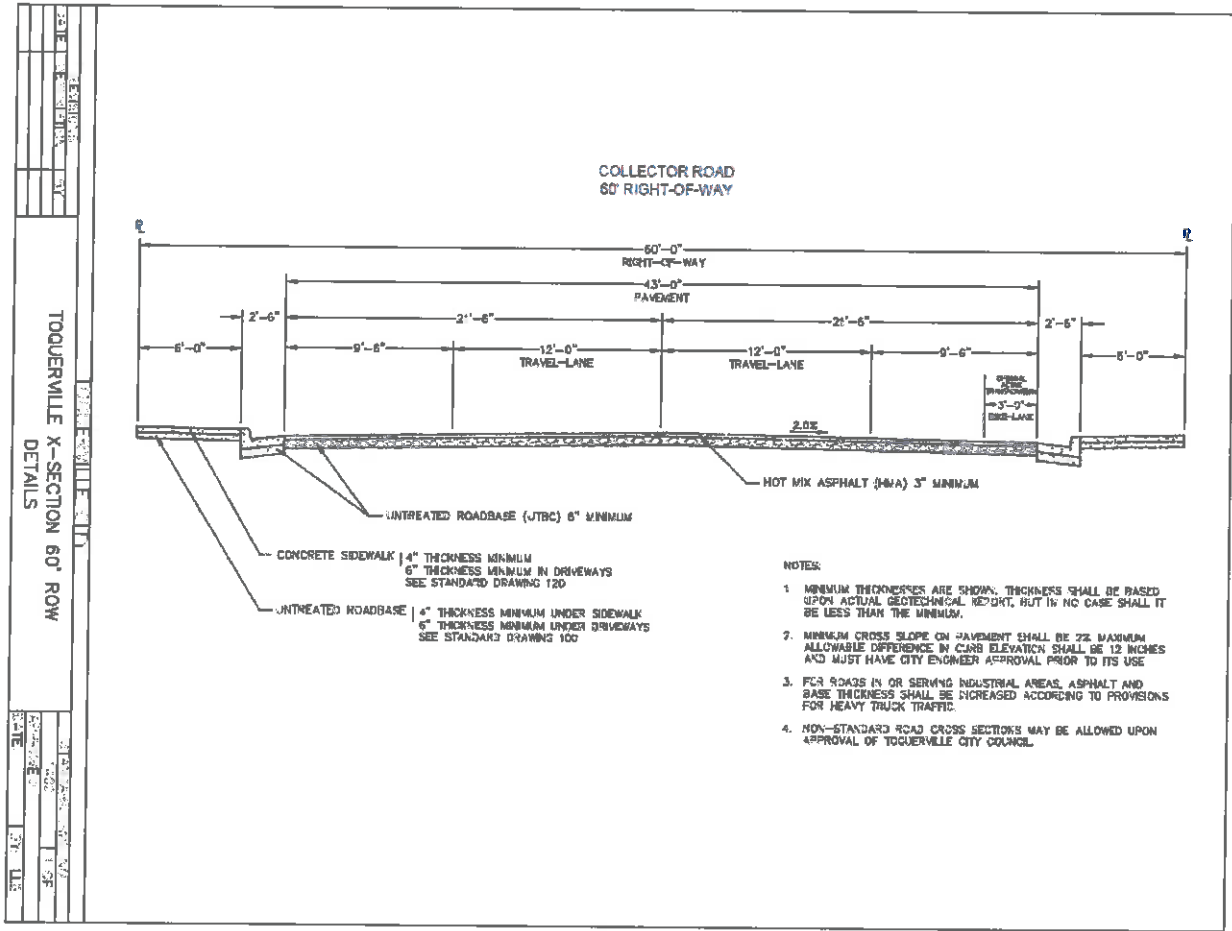 COLLECTOR ROAD
60' RIGHT-OF-WAY
60'-0"
RIGHT-OF-WAY
43'-0"
PAVEMENT
2'-6"
21'-6"
21'-6"
2'-6"
6'-0"
9'-6"
12'-0"
TRAVEL-LANE
12'-0"
TRAVEL-LANE
9'-6"
6'-0"
3'-0"
BIKE-LANE
2.0%
HOT MIX ASPHALT (HMA) 3" MINIMUM
UNTREATED ROADBASE (UTBC) 6" MINIMUM
CONCRETE SIDEWALK
4" THICKNESS MINIMUM
6" THICKNESS MINIMUM IN DRIVEWAYS
SEE STANDARD DRAWING 120
UNTREATED ROADBASE
4" THICKNESS MINIMUM UNDER SIDEWALK
6" THICKNESS MINIMUM UNDER DRIVEWAYS
SEE STANDARD DRAWING 100
NOTES:
1 MINIMUM THICKNESSES ARE SHOWN. THICKNESS SHALL BE BASED
UPON ACTUAL GEOTECHNICAL REPORT, BUT IN NO CASE SHALL IT
BE LESS THAN THE MINIMUM.
2. MINIMUM CROSS SLOPE ON PAVEMENT SHALL BE 2% MAXIMUM
ALLOWABLE DIFFERENCE IN CURB ELEVATION SHALL BE 12 INCHES
AND MUST HAVE CITY ENGINEER APPROVAL PRIOR TO ITS USE
3. FOR ROADS IN OR SERVING INDUSTRIAL AREAS, ASPHALT AND
BASE THICKNESS SHALL BE INCREASED ACCORDING TO PROVISIONS
FOR HEAVY TRUCK TRAFFIC.
4. NON-STANDARD ROAD CROSS SECTIONS MAY BE ALLOWED UPON
APPROVAL OF TOQUERVILLE CITY COUNCIL
TOQUERVILLE X-SECTION 60' ROW
DETAILS
DATE